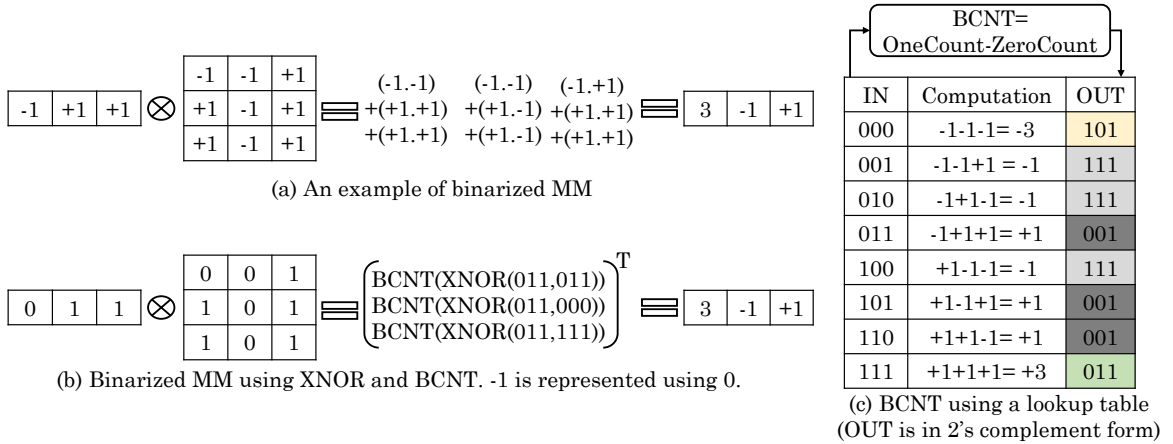 -1 +1 +1
-1 -1 +1
+1 -1 +1
+1 -1 +1
(-1.-1) (-1.-1) (-1.+1)
+(+1.+1) +(+1.-1) +(+1.+1)
+(+1.+1) +(+1.-1) +(+1.+1)
3 -1 +1
(a) An example of binarized MM
0 1 1
0 0 1
1 0 1
1 0 1
BCNT(XNOR(011,011))
BCNT(XNOR(011,000))
BCNT(XNOR(011,111))
T
3 -1 +1
(b) Binarized MM using XNOR and BCNT. -1 is represented using 0.
BCNT=
OneCount-ZeroCount
IN Computation OUT
000 -1-1-1= -3 101
001 -1-1+1 = -1 111
010 -1+1-1= -1 111
011 -1+1+1= +1 001
100 +1-1-1= -1 111
101 +1-1+1= +1 001
110 +1+1-1= +1 001
111 +1+1+1= +3 011
(c) BCNT using a lookup table
(OUT is in 2's complement form)